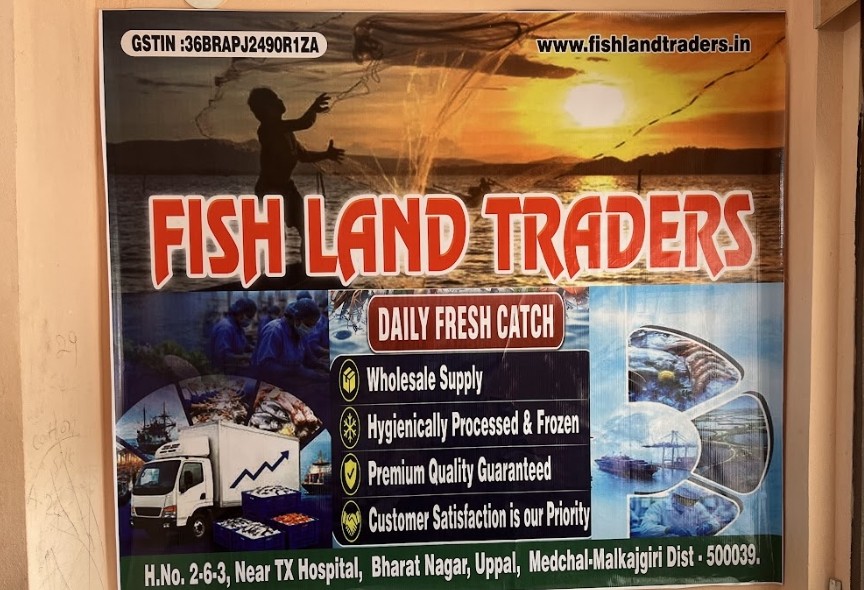 GSTIN :36BRAPJ2490R1ZA
www.fishlandtraders.in
FISH LAND TRADERS
DAILY FRESH CATCH
Wholesale Supply
Hygienically Processed & Frozen
Premium Quality Guaranteed
Customer Satisfaction is our Priority
H.No. 2-6-3, Near TX Hospital, Bharat Nagar, Uppal, Medchal-Malkajgiri Dist - 500039.